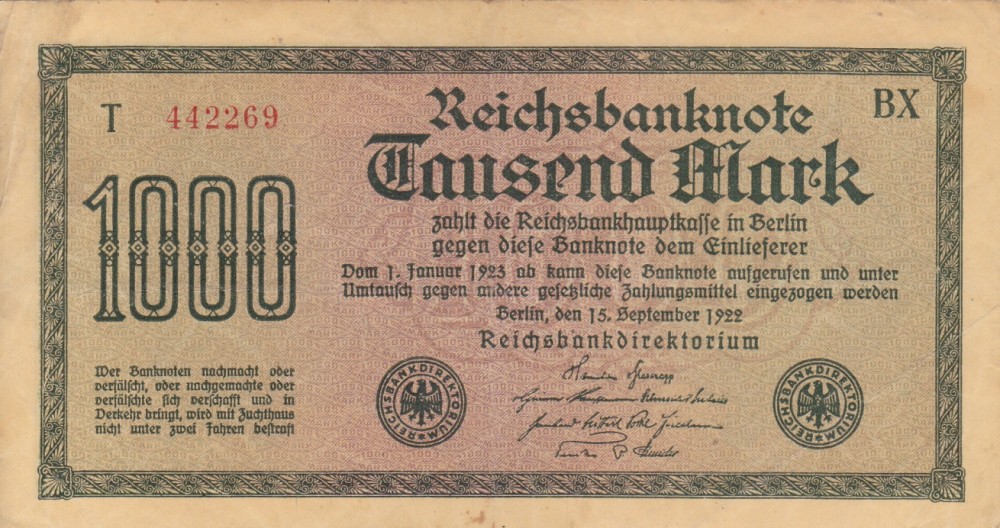 T 442269
BX
Reichsbanknote
Tausend Mark
1000
zahlt die Reichsbankhauptkasse in Berlin
gegen diese Banknote dem Einlieferer
Vom 1. Januar 1923 ab kann diese Banknote aufgerufen und unter
Umtausch gegen andere gesetzliche Zahlungsmittel eingezogen werden
Berlin, den 15. September 1922
Reichsbankdirektorium
Wer Banknoten nachmacht oder
verfälscht, oder nachgemachte oder
verfälschte sich verschafft und in
Verkehr bringt, wird mit Zuchthaus
nicht unter zwei Jahren bestraft
REICHSBANKDIREKTORIUM
REICHSBANKDIREKTORIUM